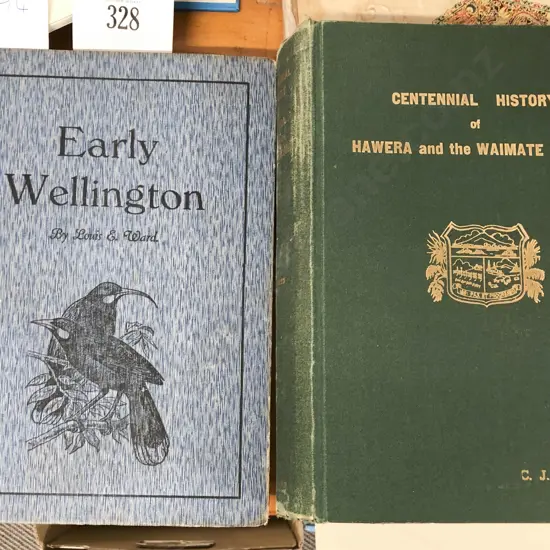 328
Early
Wellington
By Louis E. Ward.
CENTENNIAL HISTORY
of
HAWERA and the WAIMATE
C. J.